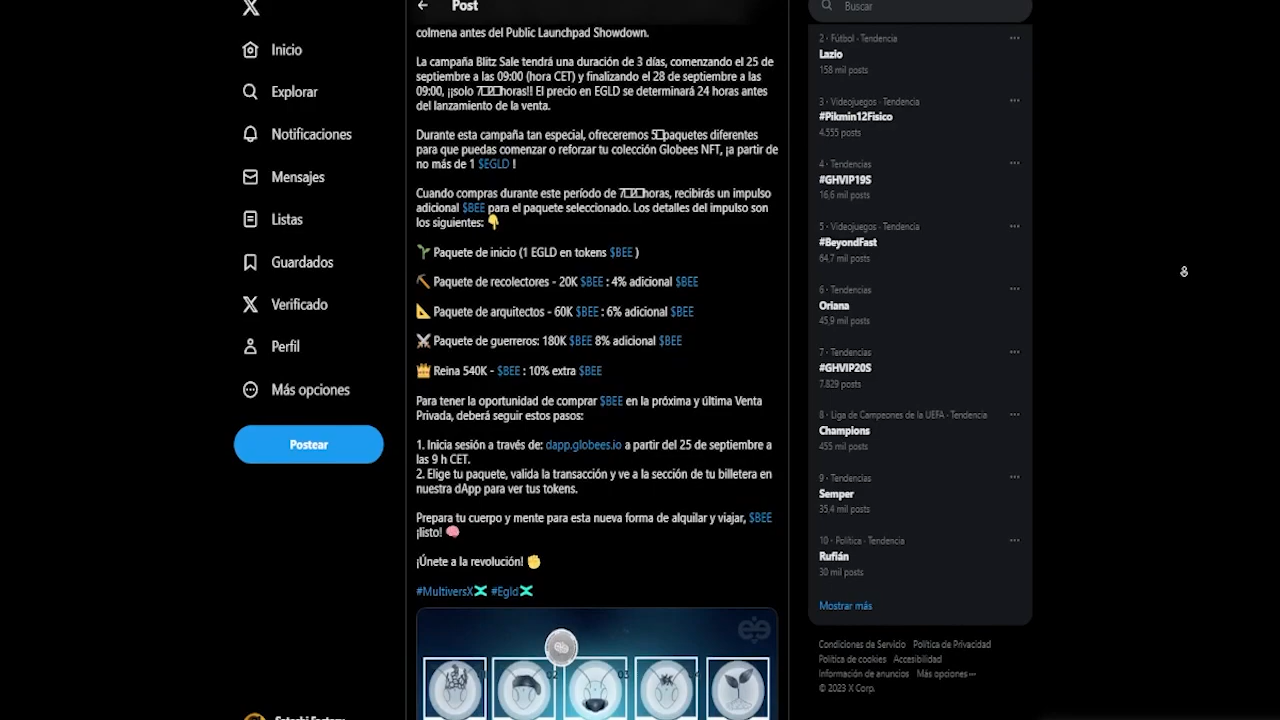 Inicio
Explorar
Notificaciones
Mensajes
Listas
Guardados
Verificado
Perfil
Más opciones
Postear
Post
colmena antes del Public Launchpad Showdown.
La campaña Blitz Sale tendrá una duración de 3 días, comenzando el 25 de
septiembre a las 09:00 (hora CET) y finalizando el 28 de septiembre a las
09:00, ¡¡solo 7 horas!! El precio en EGLD se determinará 24 horas antes
del lanzamiento de la venta.
Durante esta campaña tan especial, ofreceremos 5 paquetes diferentes
para que puedas comenzar o reforzar tu colección Globees NFT, ¡a partir de
no más de 1 $EGLD !
Cuando compras durante este período de 7 horas, recibirás un impulso
adicional $BEE para el paquete seleccionado. Los detalles del impulso son
los siguientes: 👇
🌱 Paquete de inicio (1 EGLD en tokens $BEE )
⛏️ Paquete de recolectores - 20K $BEE : 4% adicional $BEE
📐 Paquete de arquitectos - 60K $BEE : 6% adicional $BEE
⚔️ Paquete de guerreros: 180K $BEE 8% adicional $BEE
👑 Reina 540K - $BEE : 10% extra $BEE
Para tener la oportunidad de comprar $BEE en la próxima y última Venta
Privada, deberá seguir estos pasos:
1. Inicia sesión a través de: dapp.globees.io a partir del 25 de septiembre a
las 9 h CET.
2. Elige tu paquete, valida la transacción y ve a la sección de tu billetera en
nuestra dApp para ver tus tokens.
Prepara tu cuerpo y mente para esta nueva forma de alquilar y viajar, $BEE
¡listo! 🧠
¡Únete a la revolución! ✊
#MultiversX #Egld
Buscar
2 · Fútbol · Tendencia
Lazio
158 mil posts
3 · Videojuegos · Tendencia
#Pikmin12Fisico
4.555 posts
4 · Tendencias
#GHVIP19S
16,6 mil posts
5 · Videojuegos · Tendencia
#BeyondFast
64,7 mil posts
6 · Tendencias
Oriana
45,9 mil posts
7 · Tendencias
#GHVIP20S
7.829 posts
8 · Liga de Campeones de la UEFA · Tendencia
Champions
455 mil posts
9 · Tendencias
Semper
35,4 mil posts
10 · Política · Tendencia
Rufián
30 mil posts
Mostrar más
Condiciones de Servicio Política de Privacidad
Política de cookies Accesibilidad
Información de anuncios Más opciones ···
© 2023 X Corp.